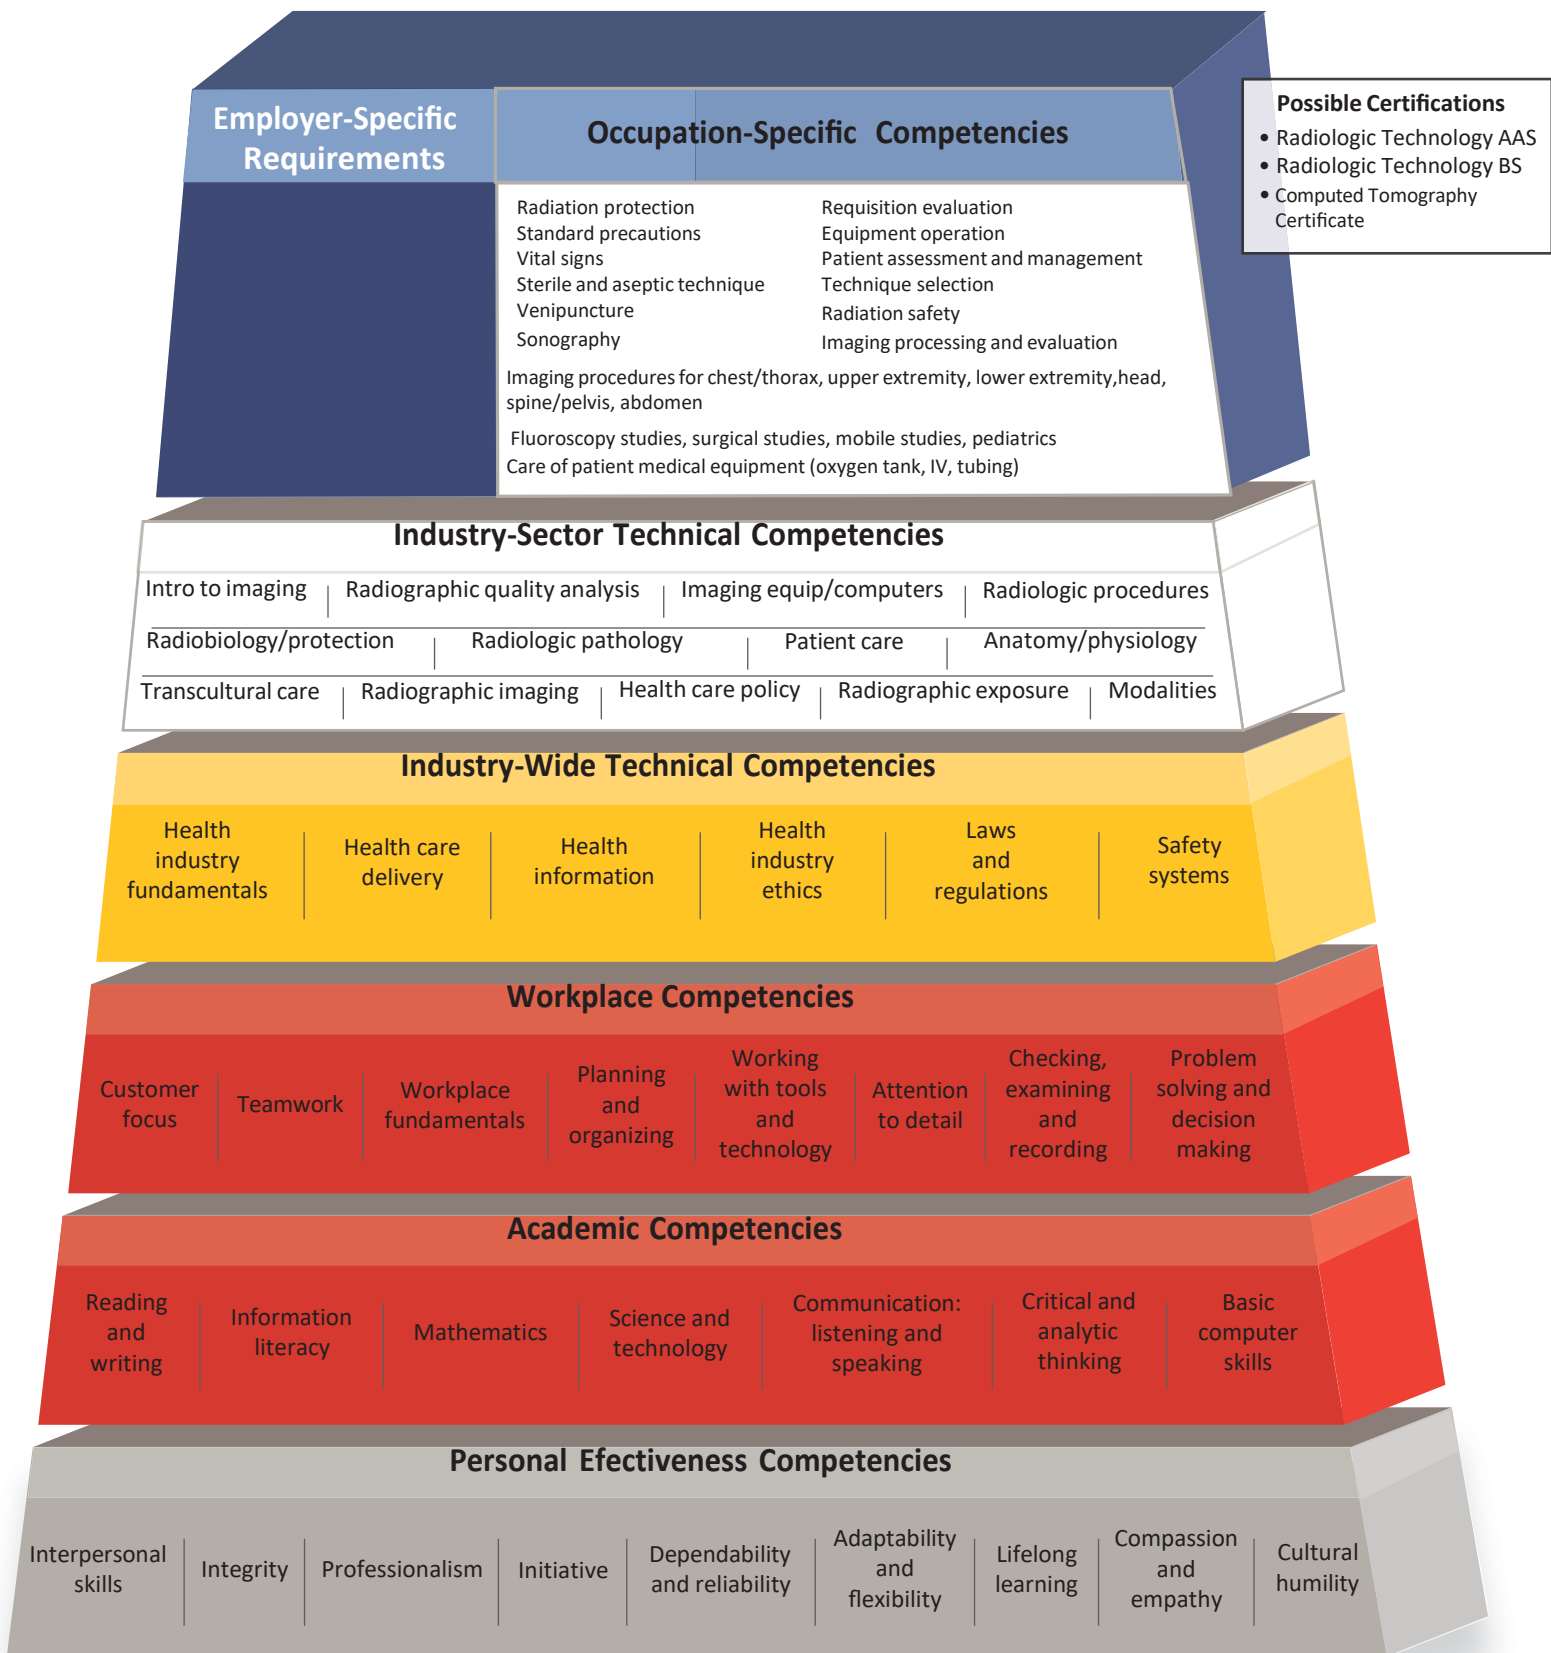 Employer-Specific
Requirements
Occupation-Specific Competencies
Possible Certifications
• Radiologic Technology AAS
• Radiologic Technology BS
• Computed Tomography
Certificate
Radiation protection
Standard precautions
Vital signs
Sterile and aseptic technique
Venipuncture
Sonography
Requisition evaluation
Equipment operation
Patient assessment and management
Technique selection
Radiation safety
Imaging processing and evaluation
Imaging procedures for chest/thorax, upper extremity, lower extremity,head,
spine/pelvis, abdomen
Fluoroscopy studies, surgical studies, mobile studies, pediatrics
Care of patient medical equipment (oxygen tank, IV, tubing)
Industry-Sector Technical Competencies
Intro to imaging
Radiographic quality analysis
Imaging equip/computers
Radiologic procedures
Radiobiology/protection
Radiologic pathology
Patient care
Anatomy/physiology
Transcultural care
Radiographic imaging
Health care policy
Radiographic exposure
Modalities
Industry-Wide Technical Competencies
Health
industry
fundamentals
Health care
delivery
Health
information
Health
industry
ethics
Laws
and
regulations
Safety
systems
Workplace Competencies
Customer
focus
Teamwork
Workplace
fundamentals
Planning
and
organizing
Working
with tools
and
technology
Attention
to detail
Checking,
examining
and
recording
Problem
solving and
decision
making
Academic Competencies
Reading
and
writing
Information
literacy
Mathematics
Science and
technology
Communication:
listening and
speaking
Critical and
analytic
thinking
Basic
computer
skills
Personal Efectiveness Competencies
Interpersonal
skills
Integrity
Professionalism
Initiative
Dependability
and reliability
Adaptability
and
flexibility
Lifelong
learning
Compassion
and
empathy
Cultural
humility